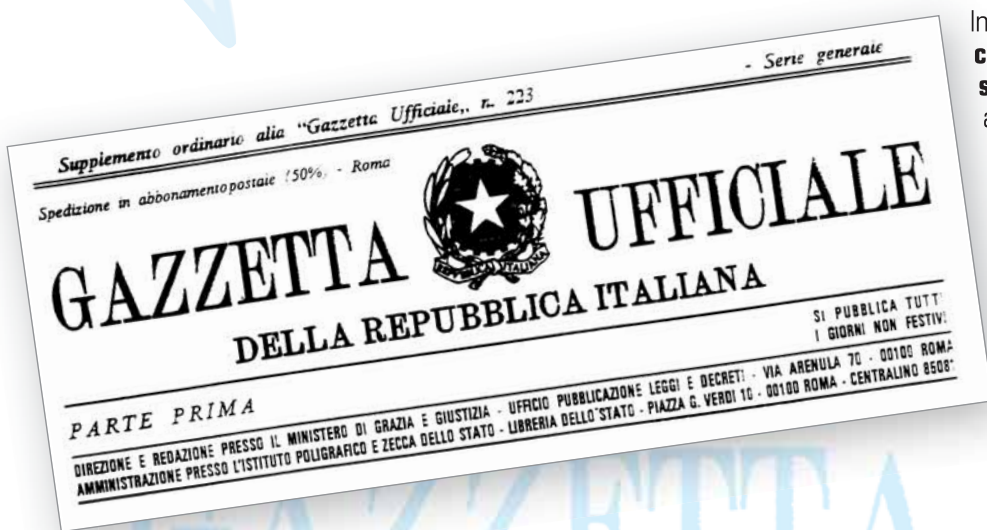 Supplemento ordinario alla "Gazzetta Ufficiale,, n. 223 - Serie generale
Spedizione in abbonamento postale (50%) - Roma
GAZZETTA UFFICIALE
REPUBBLICA ITALIANA
DELLA REPUBBLICA ITALIANA
SI PUBBLICA TUTT
I GIORNI NON FESTIVI
PARTE PRIMA
DIREZIONE E REDAZIONE PRESSO IL MINISTERO DI GRAZIA E GIUSTIZIA - UFFICIO PUBBLICAZIONE LEGGI E DECRETI - VIA ARENULA 70 - 00100 ROMA
AMMINISTRAZIONE PRESSO L'ISTITUTO POLIGRAFICO E ZECCA DELLO STATO - LIBRERIA DELLO STATO - PIAZZA G. VERDI 10 - 00100 ROMA - CENTRALINO 8508
GAZZETTA
In